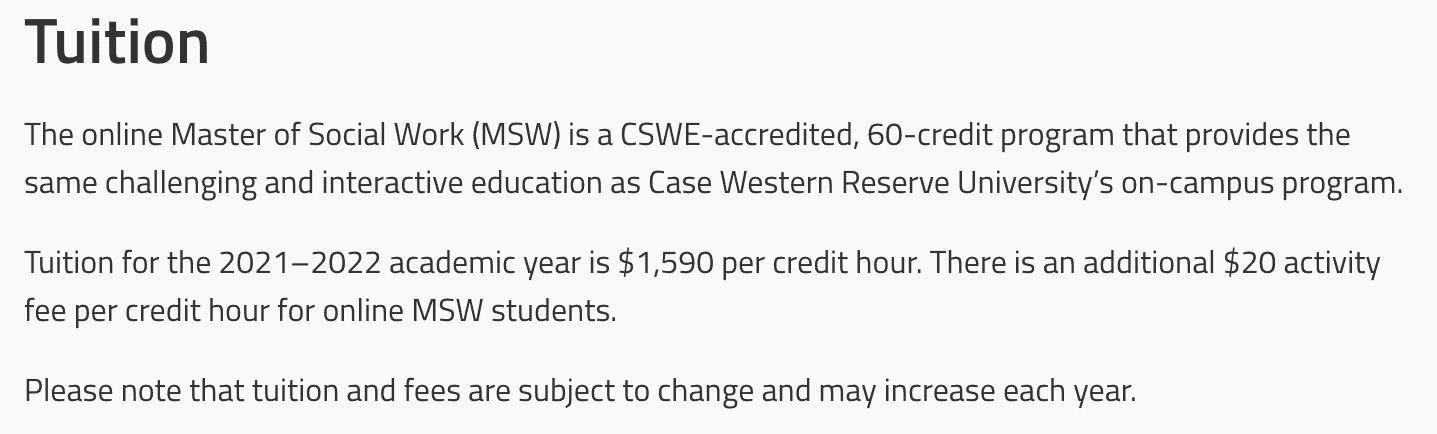 Tuition
The online Master of Social Work (MSW) is a CSWE-accredited, 60-credit program that provides the
same challenging and interactive education as Case Western Reserve University’s on-campus program.
Tuition for the 2021–2022 academic year is $1,590 per credit hour. There is an additional $20 activity
fee per credit hour for online MSW students.
Please note that tuition and fees are subject to change and may increase each year.